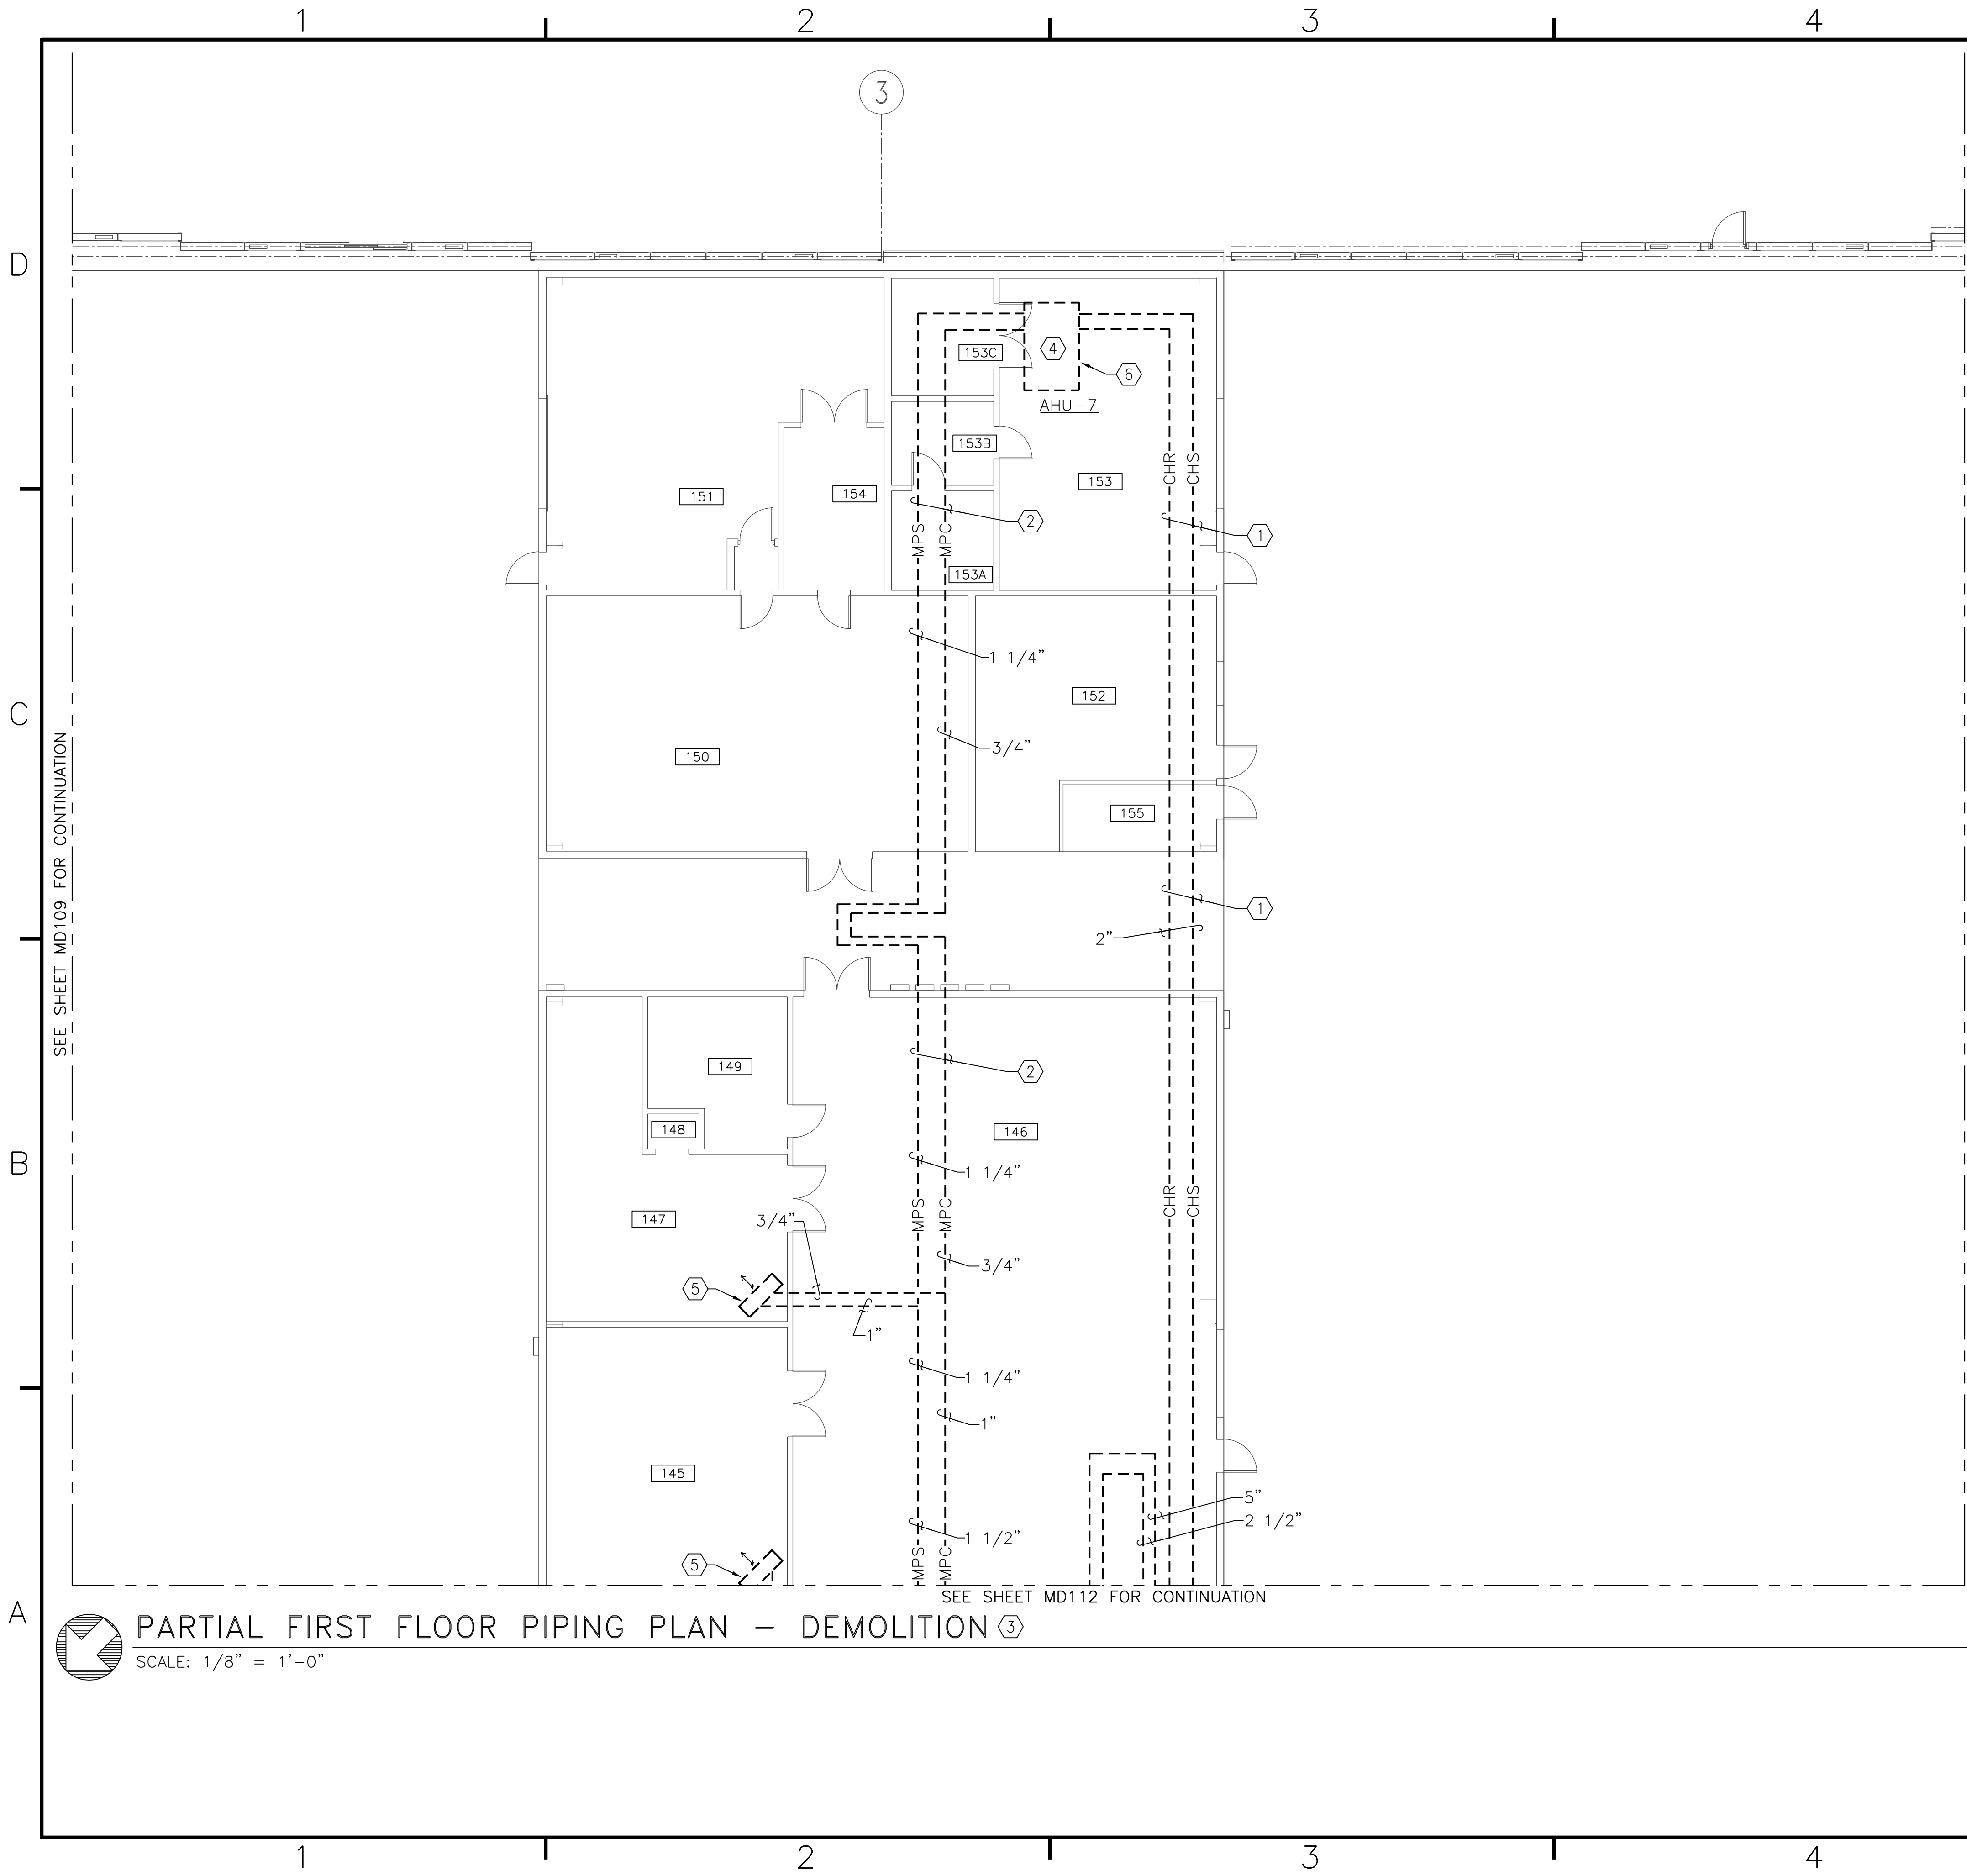 1 2 3 4
3
D
153C
4
6
AHU-7
153B
CHR
CHS
153
154
151
2
MPS
MPC
1
153A
1 1/4"
C
152
3/4"
150
155
SEE SHEET MD109 FOR CONTINUATION
1
2"
149
2
148
146
B
1 1/4"
MPS
MPC
CHR
CHS
147
3/4"
3/4"
5
1"
1 1/4"
1"
145
5"
2 1/2"
1 1/2"
MPS
MPC
5
SEE SHEET MD112 FOR CONTINUATION
A
PARTIAL FIRST FLOOR PIPING PLAN - DEMOLITION 3
SCALE: 1/8" = 1'-0"
1 2 3 4